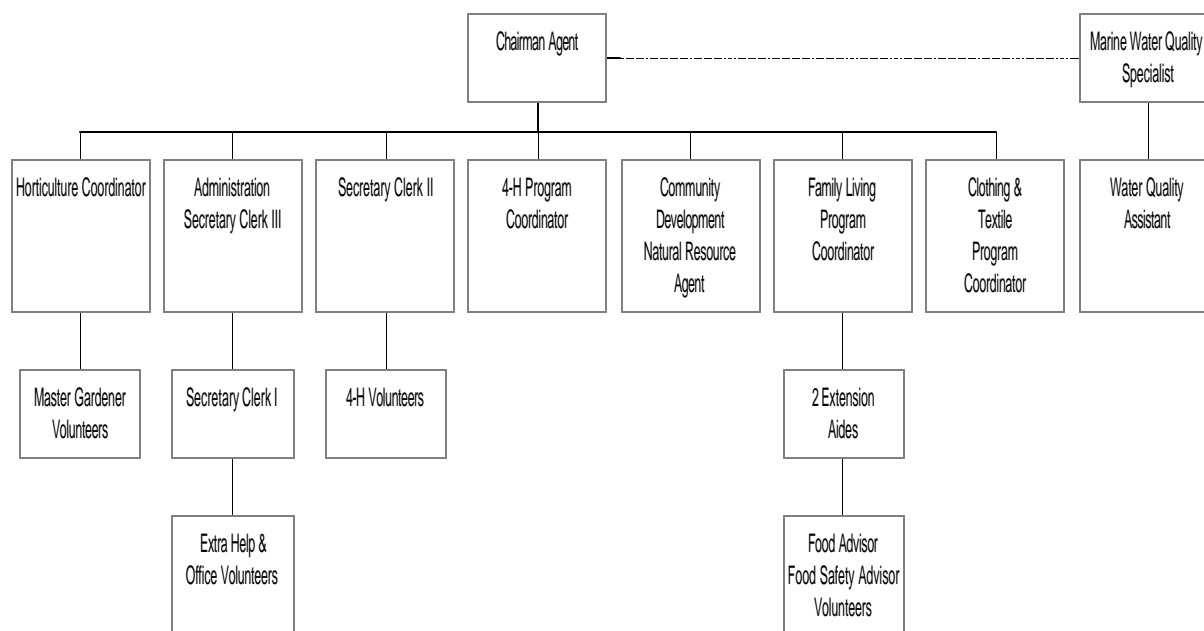 Chairman Agent
Marine Water Quality
Specialist
Horticulture Coordinator
Administration
Secretary Clerk III
Secretary Clerk II
4-H Program
Coordinator
Community
Development
Natural Resource
Agent
Family Living
Program
Coordinator
Clothing &
Textile
Program
Coordinator
Water Quality
Assistant
Master Gardener
Volunteers
Secretary Clerk I
4-H Volunteers
2 Extension
Aides
Extra Help &
Office Volunteers
Food Advisor
Food Safety Advisor
Volunteers